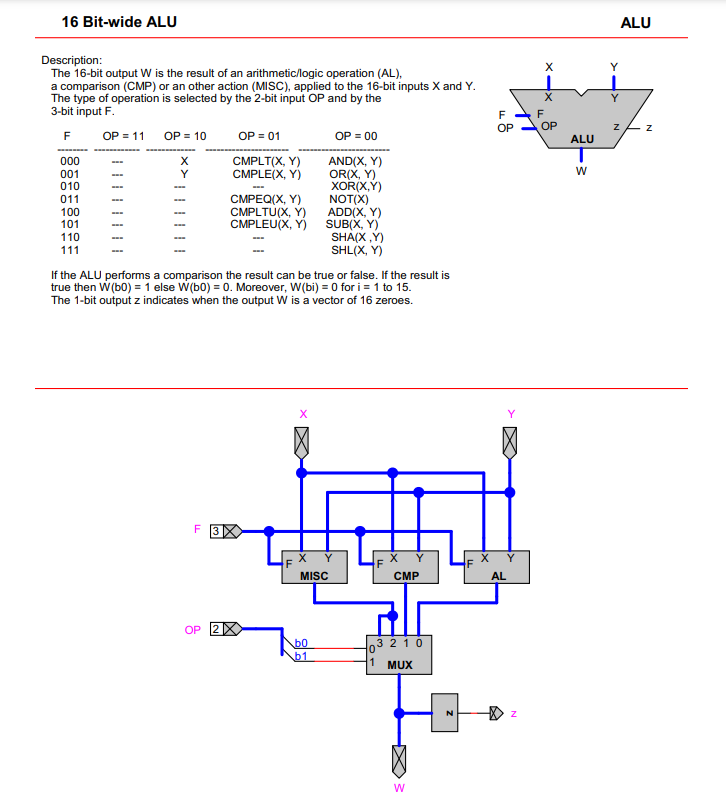 16 Bit-wide ALU ALU
Description:
The 16-bit output W is the result of an arithmetic/logic operation (AL),
a comparison (CMP) or an other action (MISC), applied to the 16-bit inputs X and Y.
The type of operation is selected by the 2-bit input OP and by the
3-bit input F.
F OP = 11 OP = 10 OP = 01 OP = 00
-------- ------------ ------------- --------------------- ----------------------
000 --- X CMPLT(X, Y) AND(X, Y)
001 --- Y CMPLE(X, Y) OR(X, Y)
010 --- --- --- XOR(X,Y)
011 --- --- CMPEQ(X, Y) NOT(X)
100 --- --- CMPLTU(X, Y) ADD(X, Y)
101 --- --- CMPLEU(X, Y) SUB(X, Y)
110 --- --- --- SHA(X ,Y)
111 --- --- --- SHL(X, Y)
If the ALU performs a comparison the result can be true or false. If the result is
true then W(b0) = 1 else W(b0) = 0. Moreover, W(bi) = 0 for i = 1 to 15.
The 1-bit output z indicates when the output W is a vector of 16 zeroes.
X Y
X Y
F F
OP OP z z
ALU
W
X Y
F 3
F X Y F X Y F X Y
MISC CMP AL
OP 2
b0 0 3 2 1 0
b1 1 MUX
z z
W